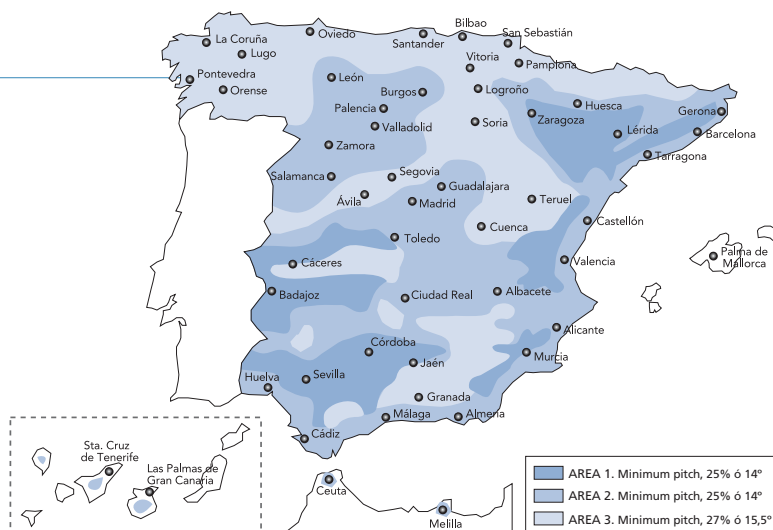 Bilbao
Oviedo
San Sebastián
La Coruña
Santander
Lugo
Vitoria
Pamplona
Pontevedra
León
Orense
Burgos
Logroño
Huesca
Palencia
Gerona
Zaragoza
Soria
Valladolid
Lérida
Barcelona
Zamora
Tarragona
Segovia
Salamanca
Guadalajara
Ávila
Madrid
Teruel
Castellón
Cuenca
Toledo
Palma de
Mallorca
Cáceres
Valencia
Badajoz
Ciudad Real
Albacete
Alicante
Córdoba
Murcia
Jaén
Huelva
Sevilla
Granada
Málaga
Almería
Cádiz
Sta. Cruz
de Tenerife
Las Palmas de
Gran Canaria
Ceuta
Melilla
AREA 1. Minimum pitch, 25% ó 14º
AREA 2. Minimum pitch, 25% ó 14º
AREA 3. Minimum pitch, 27% ó 15,5º